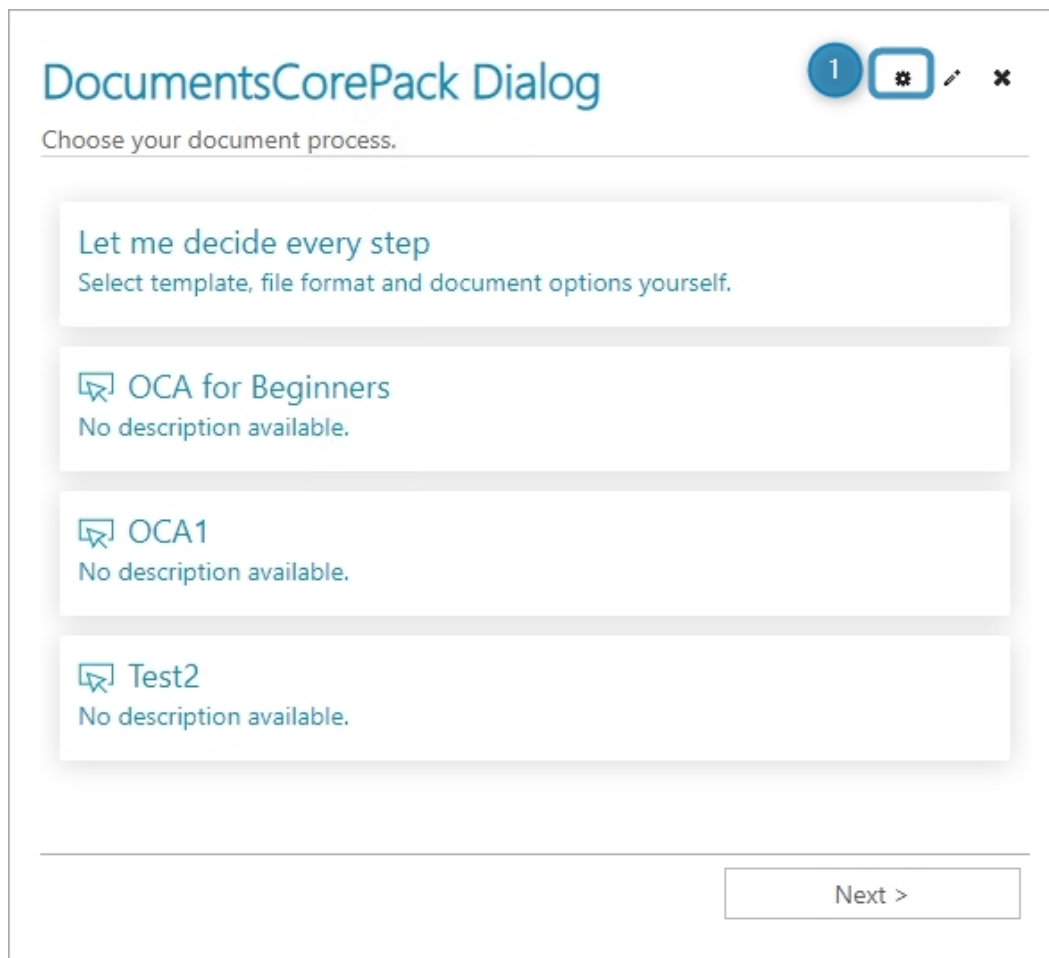 DocumentsCorePack Dialog
1
Choose your document process.
Let me decide every step
Select template, file format and document options yourself.
OCA for Beginners
No description available.
OCA1
No description available.
Test2
No description available.
Next >